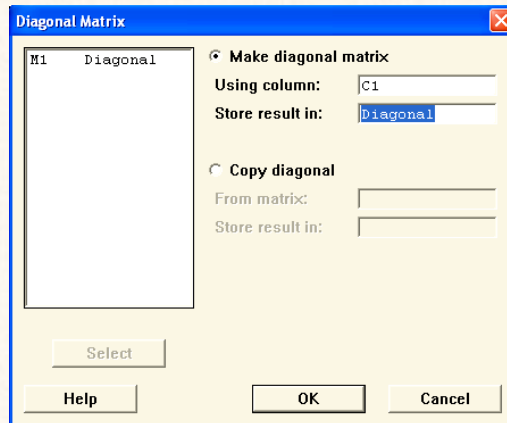 Diagonal Matrix
M1 Diagonal
Make diagonal matrix
Using column: C1
Store result in: Diagonal
Copy diagonal
From matrix:
Store result in:
Select
Help OK Cancel